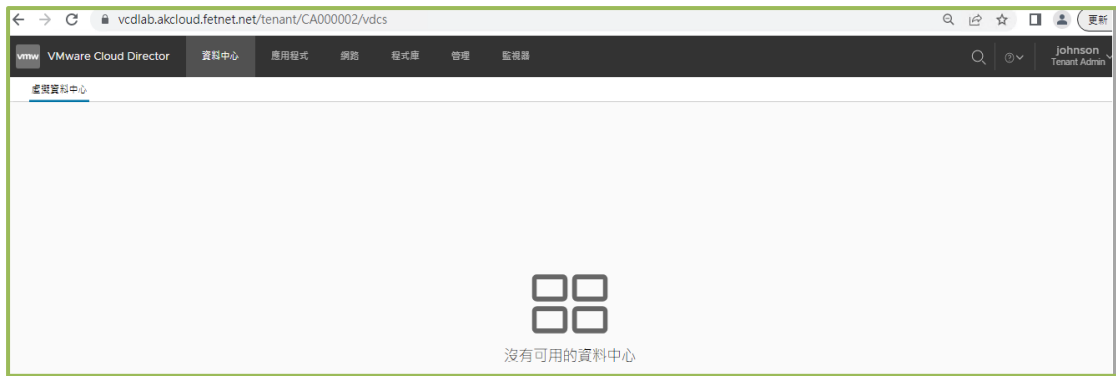 vcdlab.akcloud.fetnet.net/tenant/CA000002/vdcs 更新
vmw VMware Cloud Director 資料中心 應用程式 網路 程式庫 管理 監視器 johnson
Tenant Admin
虛擬資料中心
沒有可用的資料中心